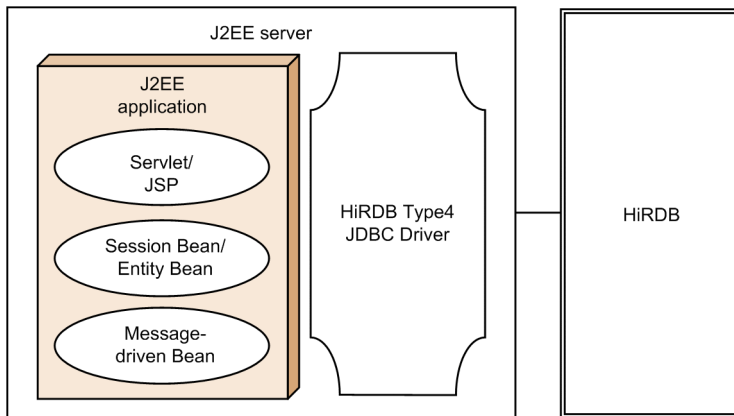 J2EE server
J2EE
application
Servlet/
JSP
Session Bean/
Entity Bean
Message-
driven Bean
HiRDB Type4
JDBC Driver
HiRDB